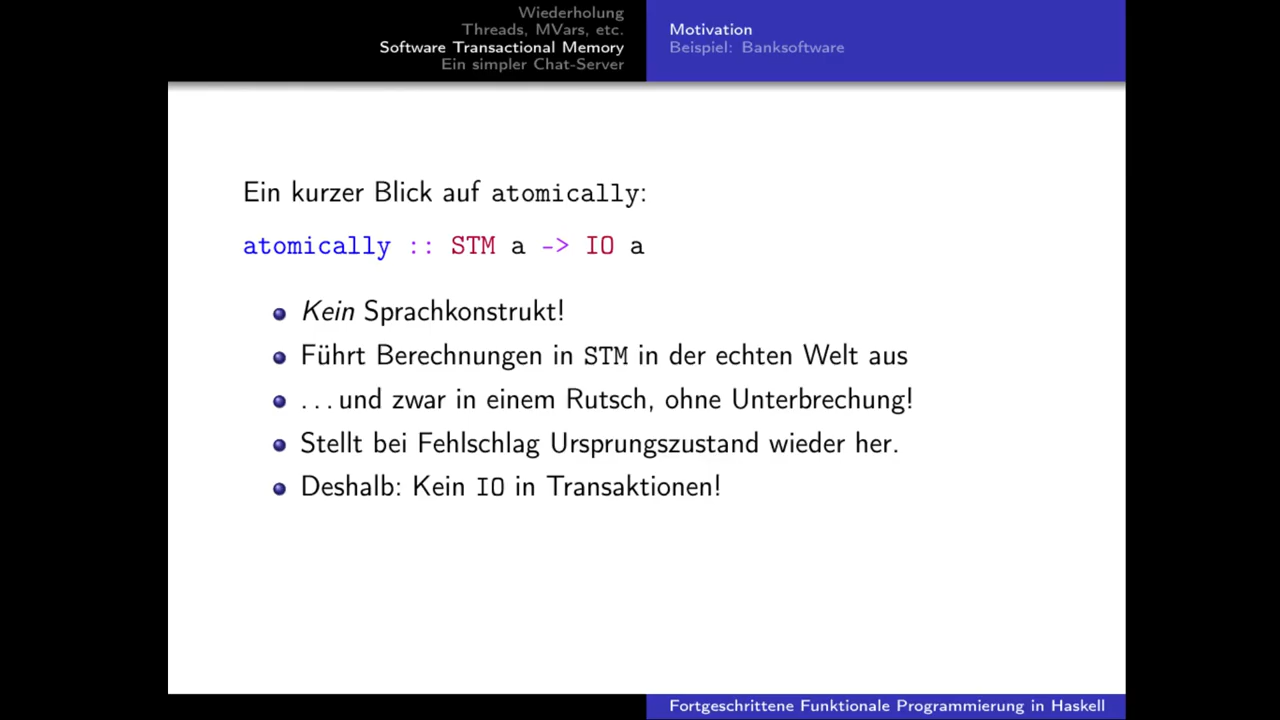 Wiederholung
Threads, MVars, etc.
Software Transactional Memory
Ein simpler Chat-Server
Motivation
Beispiel: Banksoftware
Ein kurzer Blick auf atomically:
atomically :: STM a -> IO a
Kein Sprachkonstrukt!
Führt Berechnungen in STM in der echten Welt aus
...und zwar in einem Rutsch, ohne Unterbrechung!
Stellt bei Fehlschlag Ursprungszustand wieder her.
Deshalb: Kein IO in Transaktionen!
Fortgeschrittene Funktionale Programmierung in Haskell